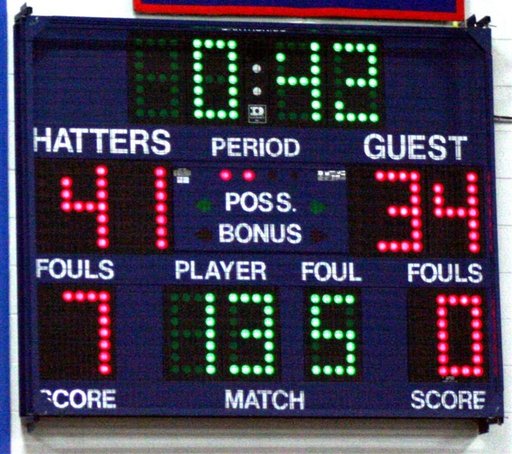 0:42
HATTERS PERIOD GUEST
41 34
POSS.
BONUS
FOULS PLAYER FOUL FOULS
7 13 5 0
SCORE MATCH SCORE